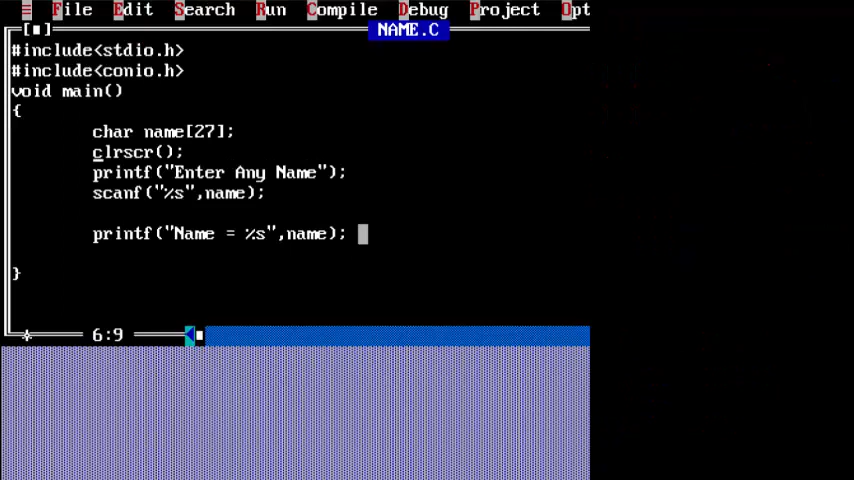 ≡ File Edit Search Run Compile Debug Project Opt
[■] NAME.C
#include<stdio.h>
#include<conio.h>
void main()
{
char name[27];
clrscr();
printf("Enter Any Name");
scanf("%s",name);
printf("Name = %s",name);
}
6:9